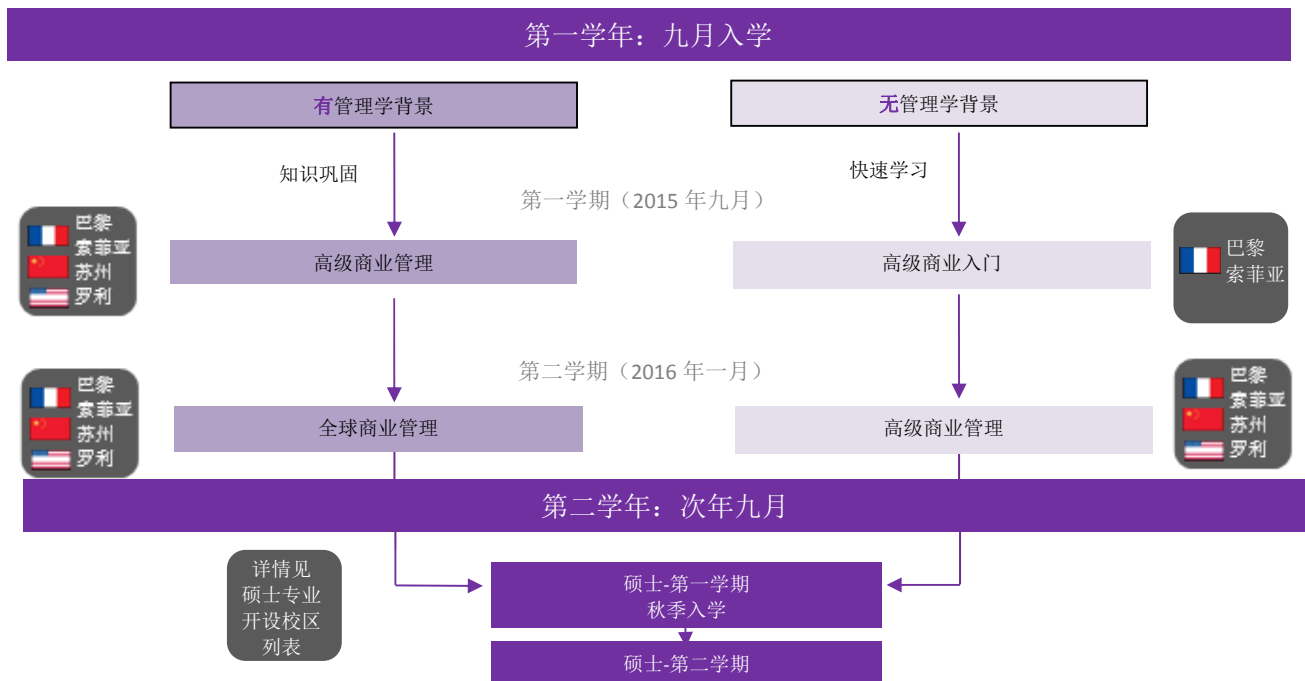 第一学年：九月入学
有管理学背景
无管理学背景
知识巩固
快速学习
第一学期（2015 年九月）
巴黎
索菲亚
苏州
罗利
高级商业管理
高级商业入门
巴黎
索菲亚
第二学期（2016 年一月）
巴黎
索菲亚
苏州
罗利
全球商业管理
高级商业管理
巴黎
索菲亚
苏州
罗利
第二学年：次年九月
详情见
硕士专业
开设校区
列表
硕士-第一学期
秋季入学
硕士-第二学期